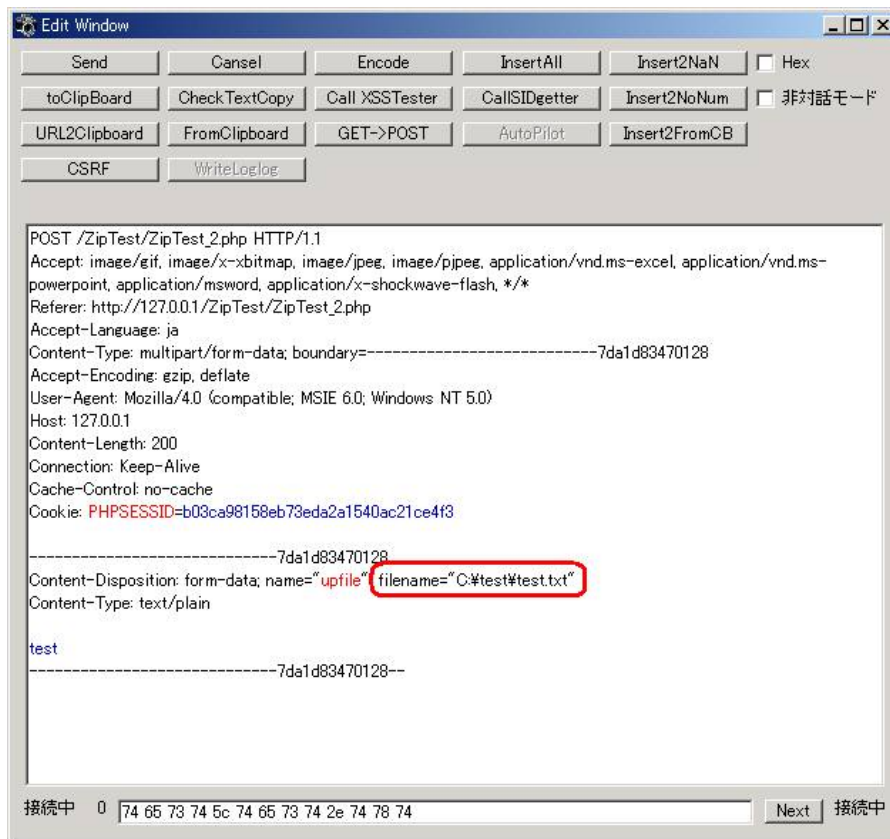 Edit Window
Send Cansel Encode InsertAll Insert2NaN Hex
toClipBoard CheckTextCopy Call XSSTester CallSIDgetter Insert2NoNum 非対話モード
URL2Clipboard FromClipboard GET->POST AutoPilot Insert2FromCB
CSRF WriteLoglog
POST /ZipTest/ZipTest_2.php HTTP/1.1
Accept: image/gif, image/x-xbitmap, image/jpeg, image/pjpeg, application/vnd.ms-excel, application/vnd.ms-
powerpoint, application/msword, application/x-shockwave-flash, */*
Referer: http://127.0.0.1/ZipTest/ZipTest_2.php
Accept-Language: ja
Content-Type: multipart/form-data; boundary=---------------------------7da1d83470128
Accept-Encoding: gzip, deflate
User-Agent: Mozilla/4.0 (compatible; MSIE 6.0; Windows NT 5.0)
Host: 127.0.0.1
Content-Length: 200
Connection: Keep-Alive
Cache-Control: no-cache
Cookie: PHPSESSID=b03ca98158eb73eda2a1540ac21ce4f3
-----------------------------7da1d83470128
Content-Disposition: form-data; name="upfile" filename="C:¥test¥test.txt"
Content-Type: text/plain
test
-----------------------------7da1d83470128--
接続中 0 74 65 73 74 5c 74 65 73 74 2e 74 78 74 Next 接続中